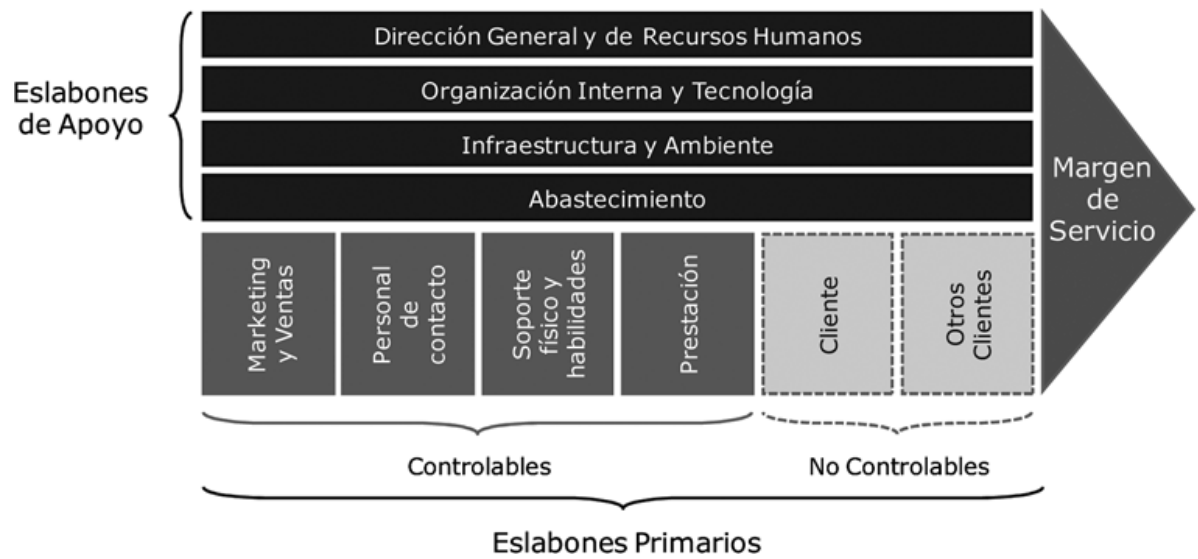 Eslabones
de Apoyo
Dirección General y de Recursos Humanos
Organización Interna y Tecnología
Infraestructura y Ambiente
Abastecimiento
Marketing
y Ventas
Personal
de
contacto
Soporte
físico y
habilidades
Prestación
Cliente
Otros
Clientes
Margen
de
Servicio
Controlables
No Controlables
Eslabones Primarios